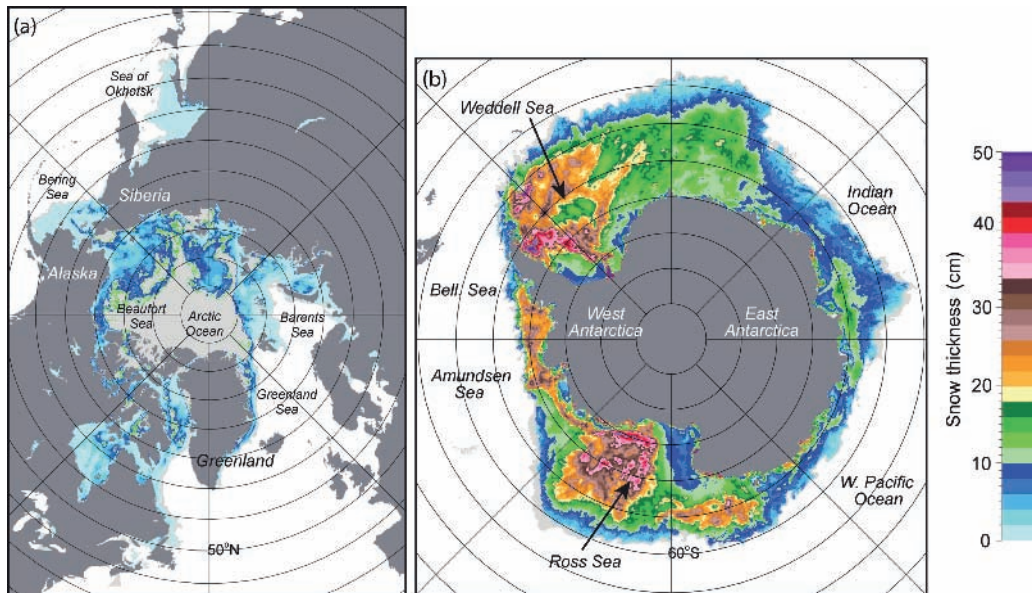 (a)
Sea of
Okhotsk
Bering
Sea
Siberia
Alaska
Beaufort
Sea
Arctic
Ocean
Barents
Sea
Greenland
Sea
Greenland
50°N
(b)
Weddell Sea
Indian
Ocean
Bell. Sea
West
Antarctica
East
Antarctica
Amundsen
Sea
W. Pacific
Ocean
Ross Sea
60°S
50
40
30
20
10
0
Snow thickness (cm)